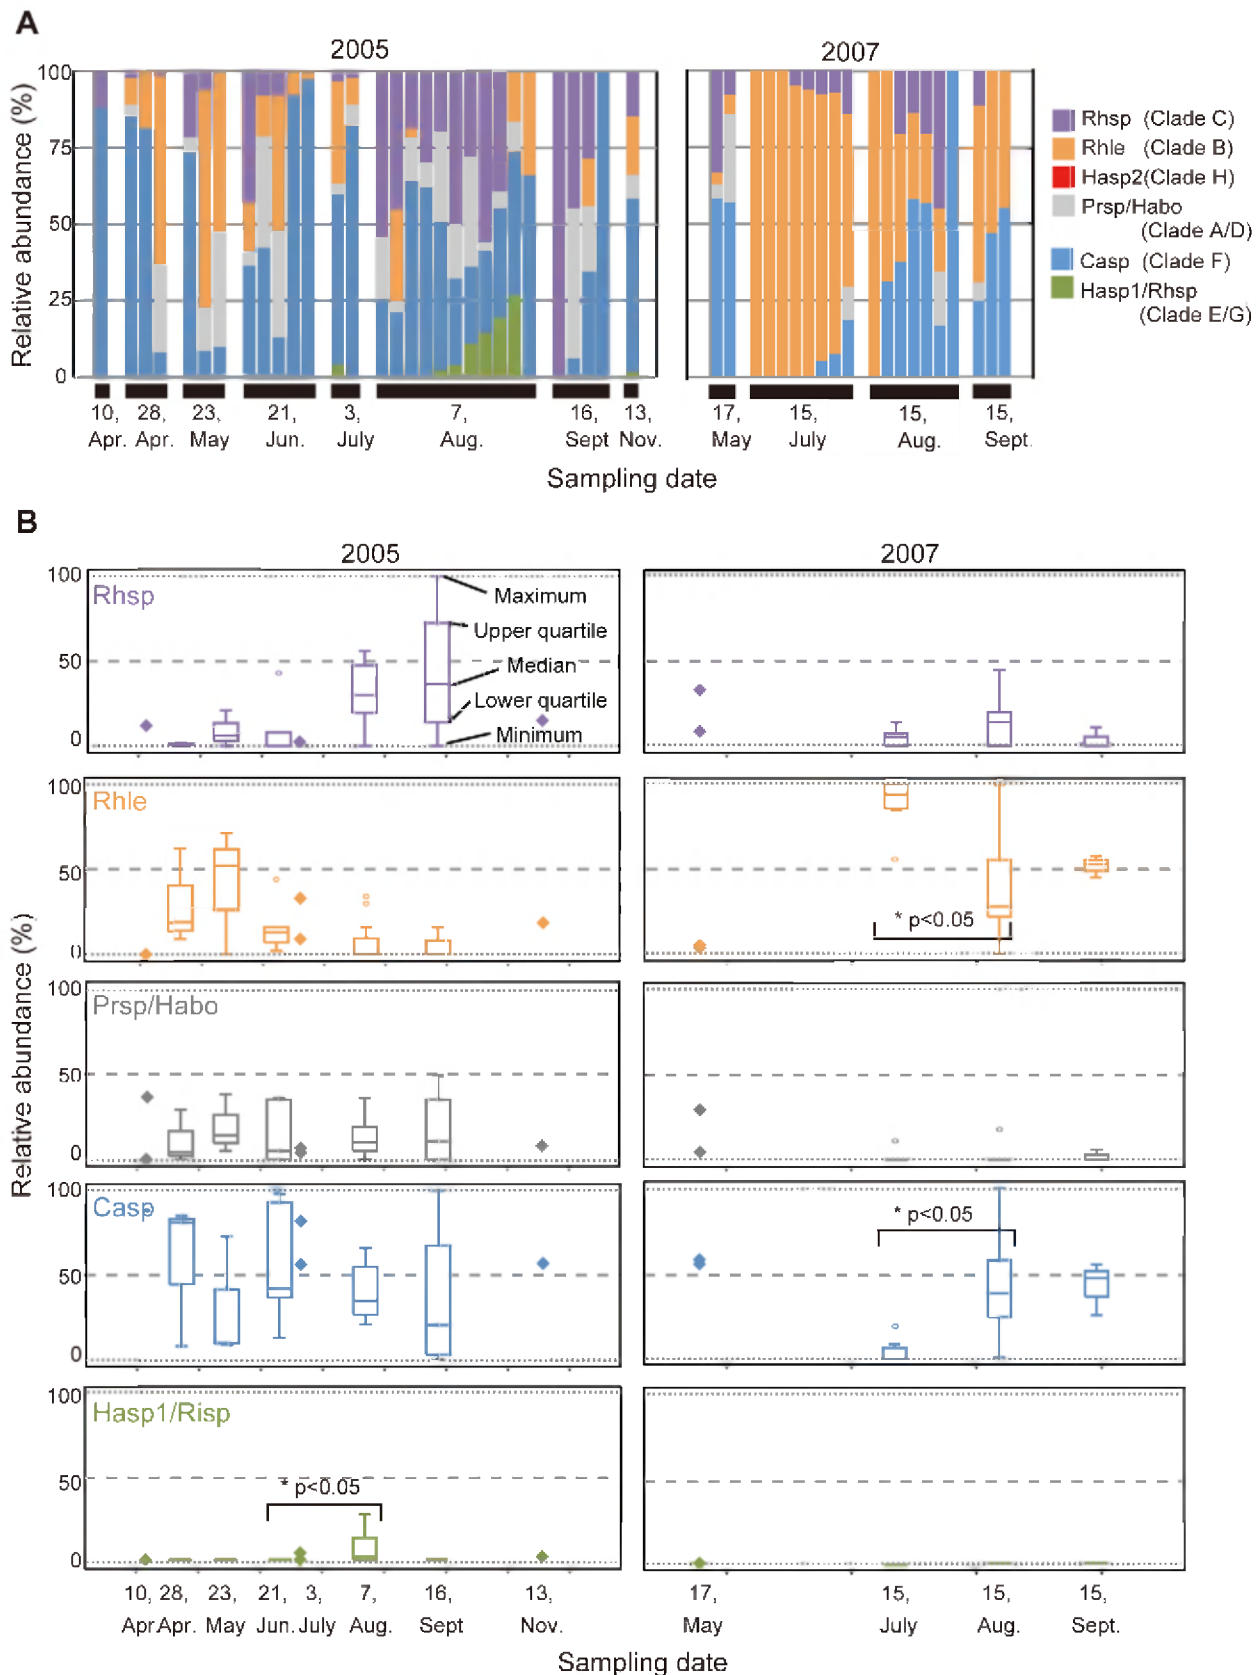 A
2005
2007
Relative abundance (%)
100
75
50
25
0
Rhsp (Clade C)
Rhle (Clade B)
Hasp2(Clade H)
Prsp/Habo
(Clade A/D)
Casp (Clade F)
Hasp1/Rhsp
(Clade E/G)
10, 28, 23, 21, 3, 7, 16, 13, 17, 15, 15, 15,
Apr. Apr. May Jun. July Aug. Sept Nov. May July Aug. Sept.
Sampling date
B
2005
2007
Relative abundance (%)
100
50
0
Rhsp
Maximum
Upper quartile
Median
Lower quartile
Minimum
100
50
0
Rhle
* p<0.05
100
50
0
Prsp/Habo
100
50
0
Casp
* p<0.05
100
50
0
Hasp1/Risp
* p<0.05
10, 28, 23, 21, 3, 7, 16, 13, 17, 15, 15, 15,
Apr. Apr. May Jun. July Aug. Sept Nov. May July Aug. Sept.
Sampling date